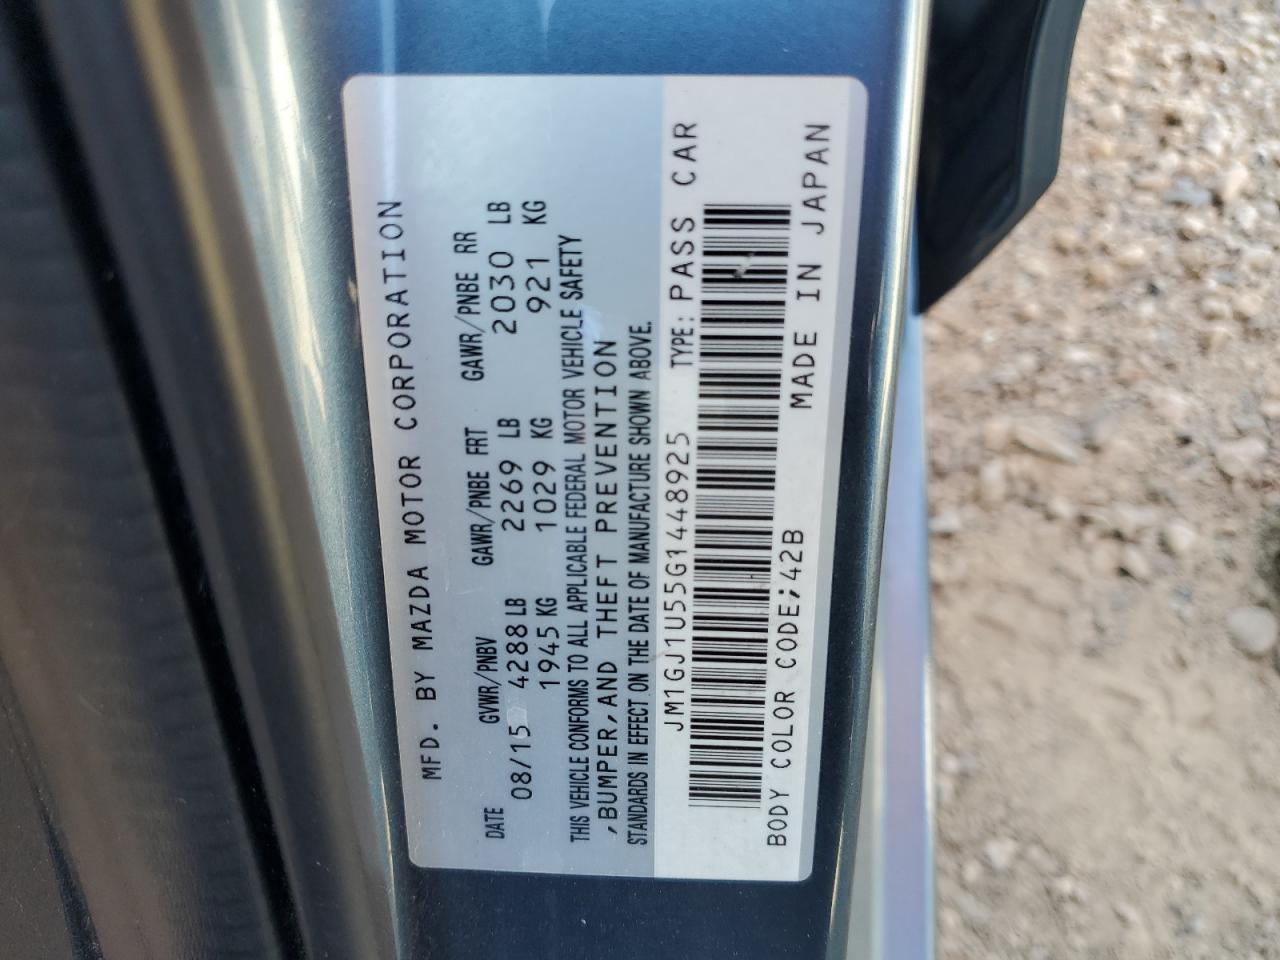 MFD. BY MAZDA MOTOR CORPORATION
DATE GVWR/PNBV GAWR/PNBE FRT GAWR/PNBE RR
08/15 4288 LB 2269 LB 2030 LB
1945 KG 1029 KG 921 KG
THIS VEHICLE CONFORMS TO ALL APPLICABLE FEDERAL MOTOR VEHICLE SAFETY
,BUMPER,AND THEFT PREVENTION
STANDARDS IN EFFECT ON THE DATE OF MANUFACTURE SHOWN ABOVE.
JM1GJ1U55G1448925 TYPE: PASS CAR
BODY COLOR CODE;42B MADE IN JAPAN